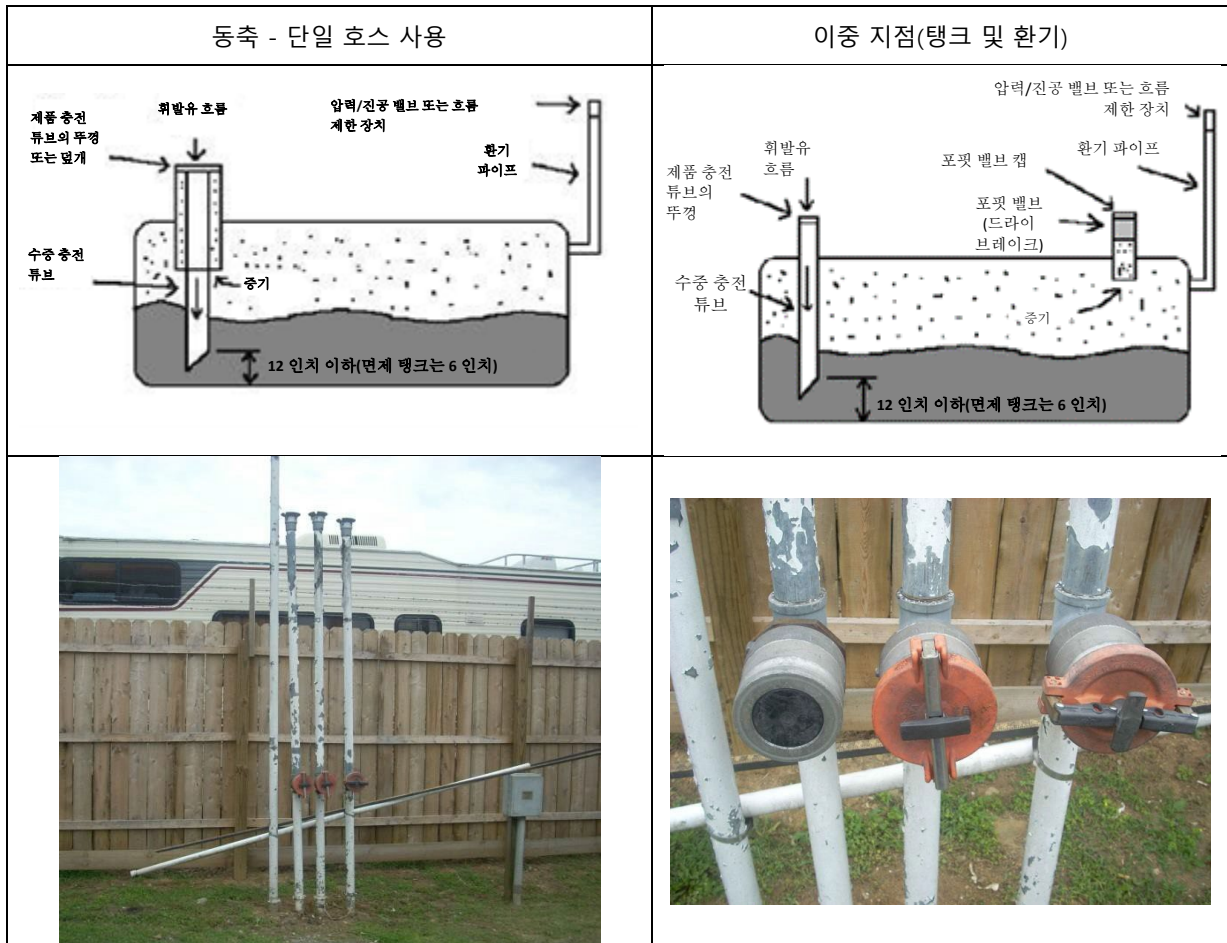 동축 - 단일 호스 사용
이중 지점(탱크 및 환기)
제품 충전
튜브의 뚜껑
또는 덮개
휘발유 흐름
압력/진공 밸브 또는 흐름
제한 장치
환기
파이프
수중 충전
튜브
증기
12 인치 이하(면제 탱크는 6 인치)
압력/진공 밸브 또는 흐름
제한 장치
휘발유
흐름
포핏 밸브 캡
환기 파이프
제품 충전
튜브의
뚜껑
포핏 밸브
(드라이
브레이크)
수중 충전
튜브
증기
12 인치 이하(면제 탱크는 6 인치)